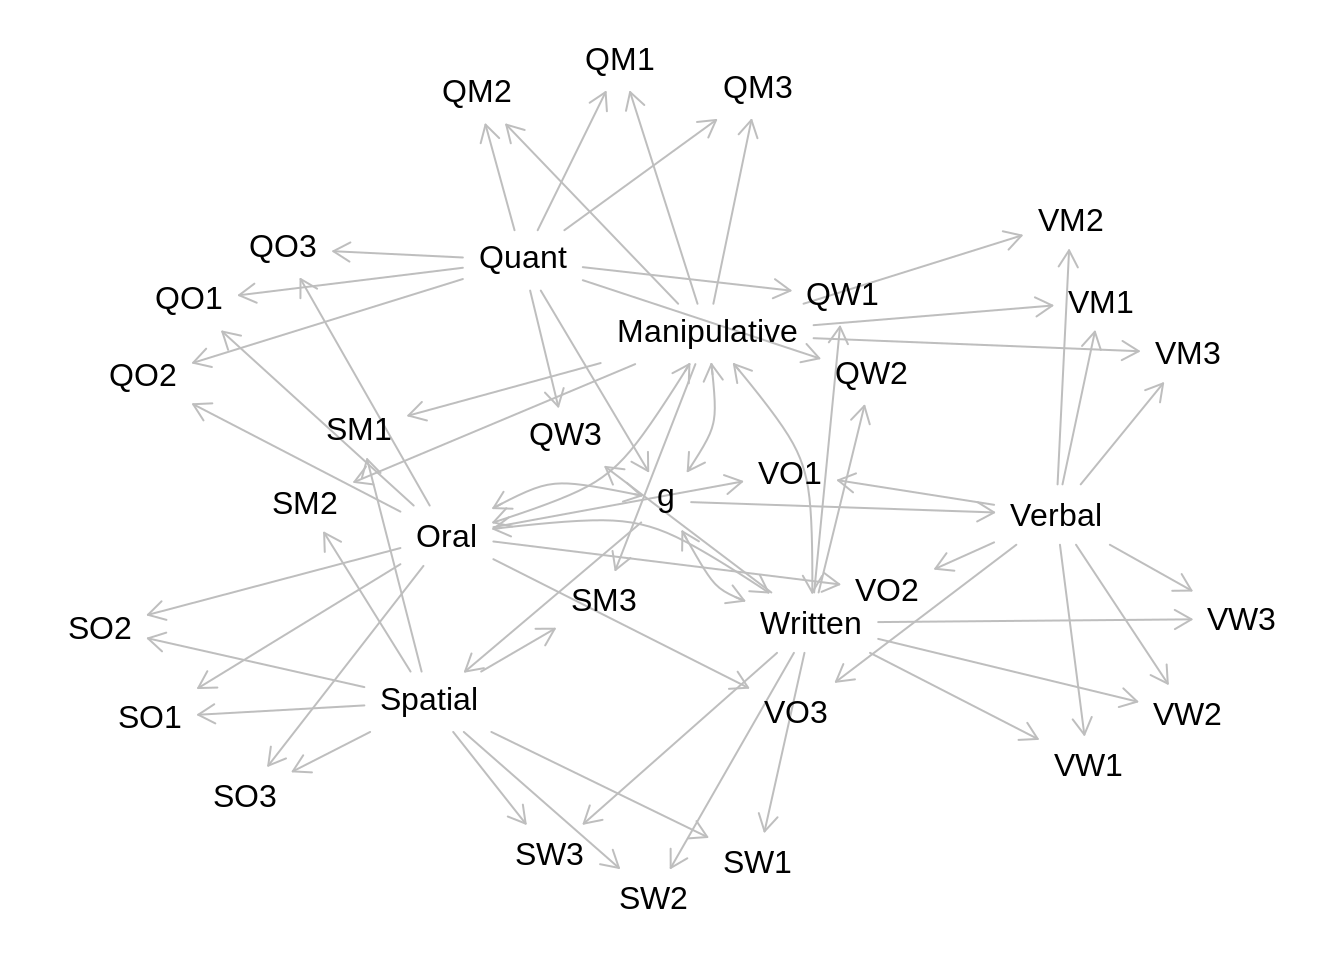 QM1
QM3
QM2
VM2
QO3
Quant
QW1
QO1
VM1
Manipulative
VM3
QO2
QW2
SM1
QW3
VO1
g
SM2
Verbal
Oral
VO2
SM3
VW3
Written
SO2
Spatial
VO3
VW2
SO1
VW1
SO3
SW3
SW1
SW2